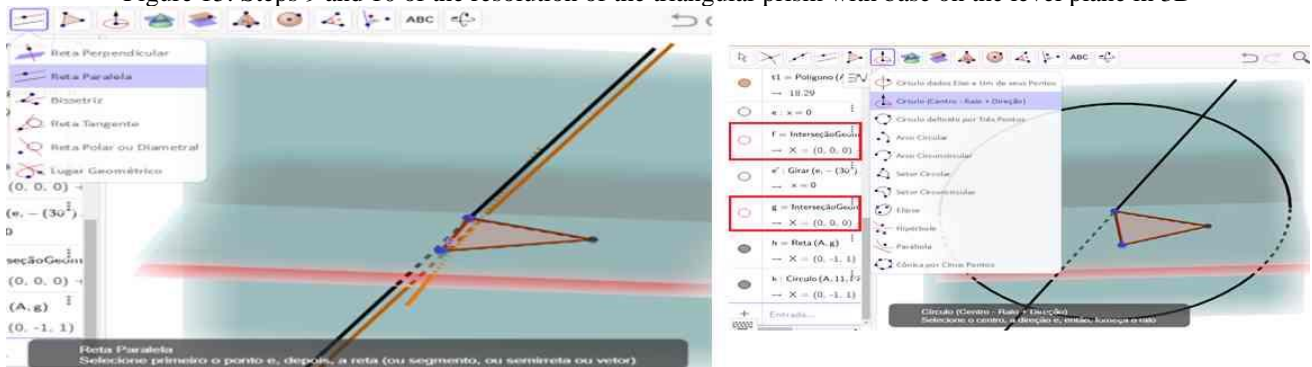 Figure 15: Steps 9 and 10 of the resolution of the triangular prism with base on the level plane in 3D
ABC
Reta Perpendicular
Reta Paralela
Bissetriz
Reta Tangente
Reta Polar ou Diametral
Lugar Geométrico
(0, 0, 0)
(e, − (30°)
0
seçãoGeom
(0, 0, 0)
(A, g)
(0, -1, 1)
Reta Paralela
Selecione primeiro o ponto e, depois, a reta (ou segmento, ou semirreta ou vetor)
ABC
t1 = Polígono (
→ 18.29
e : x = 0
f = InterseçãoGeom
→ X = (0, 0, 0)
e' : Girar (e, − (30°)
→ x = 0
g = InterseçãoGeom
→ X = (0, 0, 0)
h = Reta (A, g)
→ X = (0, -1, 1)
k : Círculo (A, 11,
→ X = (0, -1, 1)
Entrada...
Círculo dados Eixo e Um de seus Pontos
Círculo (Centro - Raio + Direção)
Círculo definido por Três Pontos
Arco Circular
Arco Circuncircular
Setor Circular
Setor Circuncircular
Elipse
Hipérbole
Parábola
Cônica por Cinco Pontos
Círculo (Centro - Raio + Direção)
Selecione o centro, a direção e, então, forneça o raio